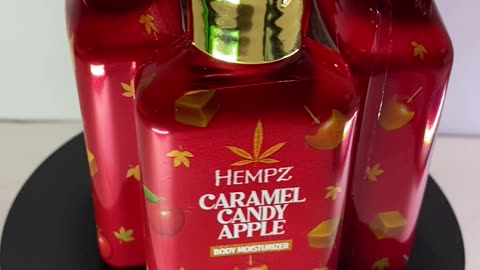 HEMPZ
CARAMEL
CANDY
APPLE
BODY MOISTURIZER